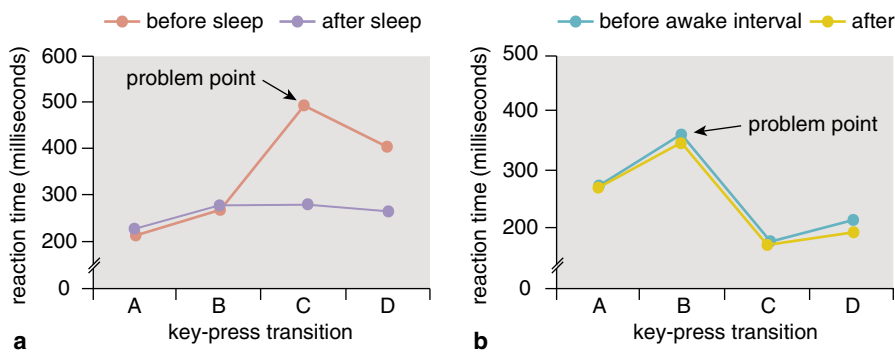 before sleep after sleep
600
500
400
300
200
0
reaction time (milliseconds)
problem point
A B C D
key-press transition
a
before awake interval after
500
400
300
200
0
reaction time (milliseconds)
problem point
A B C D
key-press transition
b